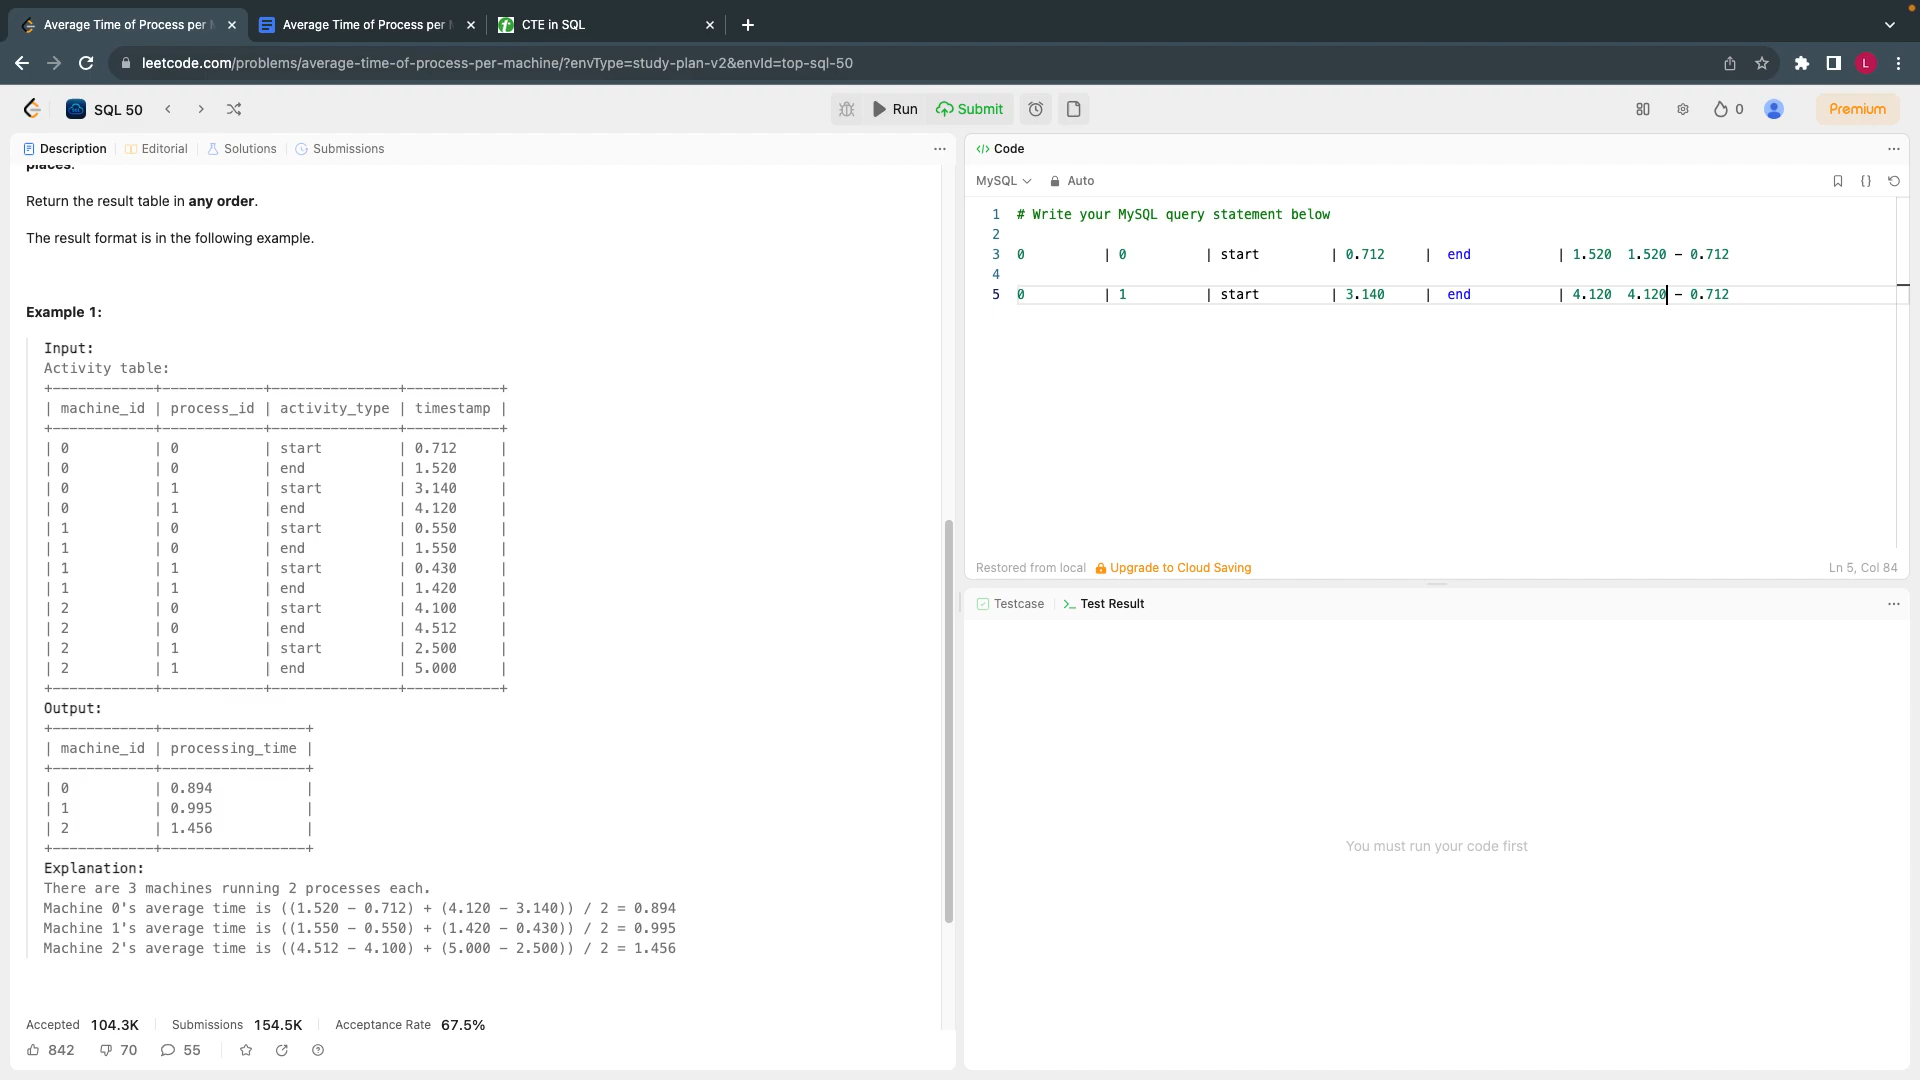 Average Time of Process per
Average Time of Process per
CTE in SQL
leetcode.com/problems/average-time-of-process-per-machine/?envType=study-plan-v2&envId=top-sql-50
L
SQL 50
Run
Submit
0
Premium
Description
Editorial
Solutions
Submissions
places.
Return the result table in any order.
The result format is in the following example.
Example 1:
Input:
Activity table:
+------------+------------+---------------+-----------+
| machine_id | process_id | activity_type | timestamp |
+------------+------------+---------------+-----------+
| 0          | 0          | start         | 0.712     |
| 0          | 0          | end           | 1.520     |
| 0          | 1          | start         | 3.140     |
| 0          | 1          | end           | 4.120     |
| 1          | 0          | start         | 0.550     |
| 1          | 0          | end           | 1.550     |
| 1          | 1          | start         | 0.430     |
| 1          | 1          | end           | 1.420     |
| 2          | 0          | start         | 4.100     |
| 2          | 0          | end           | 4.512     |
| 2          | 1          | start         | 2.500     |
| 2          | 1          | end           | 5.000     |
+------------+------------+---------------+-----------+
Output:
+------------+-----------------+
| machine_id | processing_time |
+------------+-----------------+
| 0          | 0.894           |
| 1          | 0.995           |
| 2          | 1.456           |
+------------+-----------------+
Explanation:
There are 3 machines running 2 processes each.
Machine 0's average time is ((1.520 - 0.712) + (4.120 - 3.140)) / 2 = 0.894
Machine 1's average time is ((1.550 - 0.550) + (1.420 - 0.430)) / 2 = 0.995
Machine 2's average time is ((4.512 - 4.100) + (5.000 - 2.500)) / 2 = 1.456
Accepted 104.3K Submissions 154.5K Acceptance Rate 67.5%
842 70 55
</> Code
MySQL Auto
{}
1 # Write your MySQL query statement below
2
3 0 | 0 | start | 0.712 | end | 1.520 1.520 - 0.712
4
5 0 | 1 | start | 3.140 | end | 4.120 4.120 - 0.712
Restored from local Upgrade to Cloud Saving Ln 5, Col 84
Testcase >_ Test Result
You must run your code first